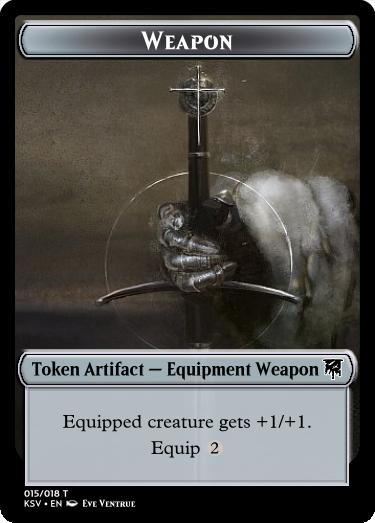 Weapon
Token Artifact — Equipment Weapon
Equipped creature gets +1/+1.
Equip 2
015/018 T
KSV • EN Eve Ventrue